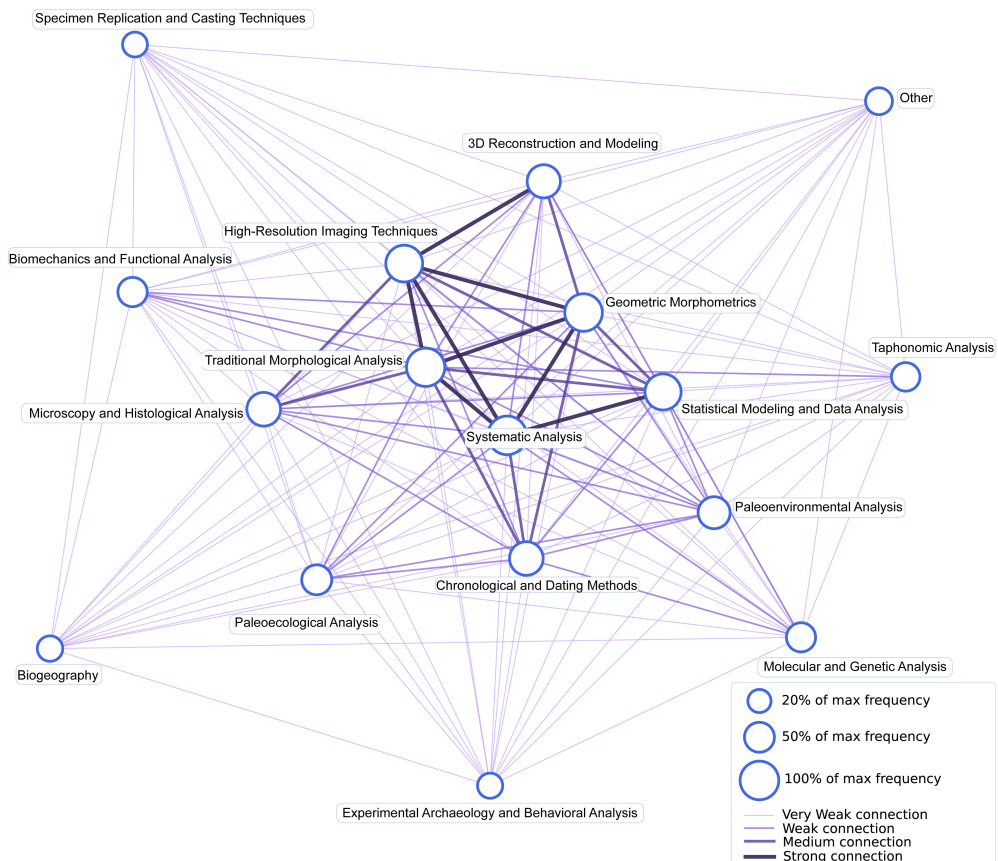 Specimen Replication and Casting Techniques
Other
3D Reconstruction and Modeling
High-Resolution Imaging Techniques
Biomechanics and Functional Analysis
Geometric Morphometrics
Taphonomic Analysis
Traditional Morphological Analysis
Microscopy and Histological Analysis
Statistical Modeling and Data Analysis
Systematic Analysis
Paleoenvironmental Analysis
Chronological and Dating Methods
Paleoecological Analysis
Biogeography
Molecular and Genetic Analysis
20% of max frequency
50% of max frequency
100% of max frequency
Experimental Archaeology and Behavioral Analysis
Very Weak connection
Weak connection
Medium connection
Strong connection